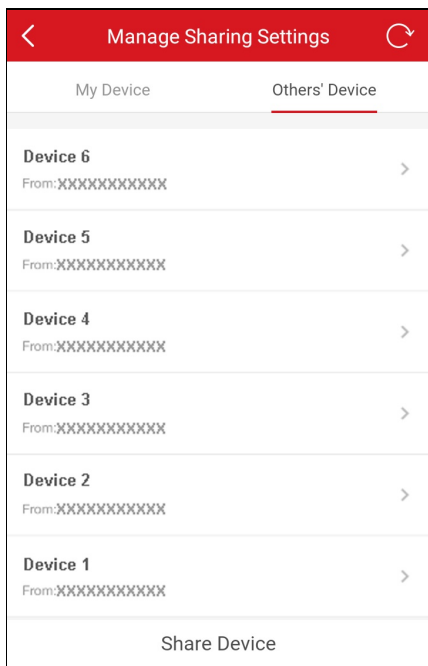 Manage Sharing Settings
My Device
Others' Device
Device 6
From:XXXXXXXXXXX
Device 5
From:XXXXXXXXXXX
Device 4
From:XXXXXXXXXXX
Device 3
From:XXXXXXXXXXX
Device 2
From:XXXXXXXXXXX
Device 1
From:XXXXXXXXXXX
Share Device